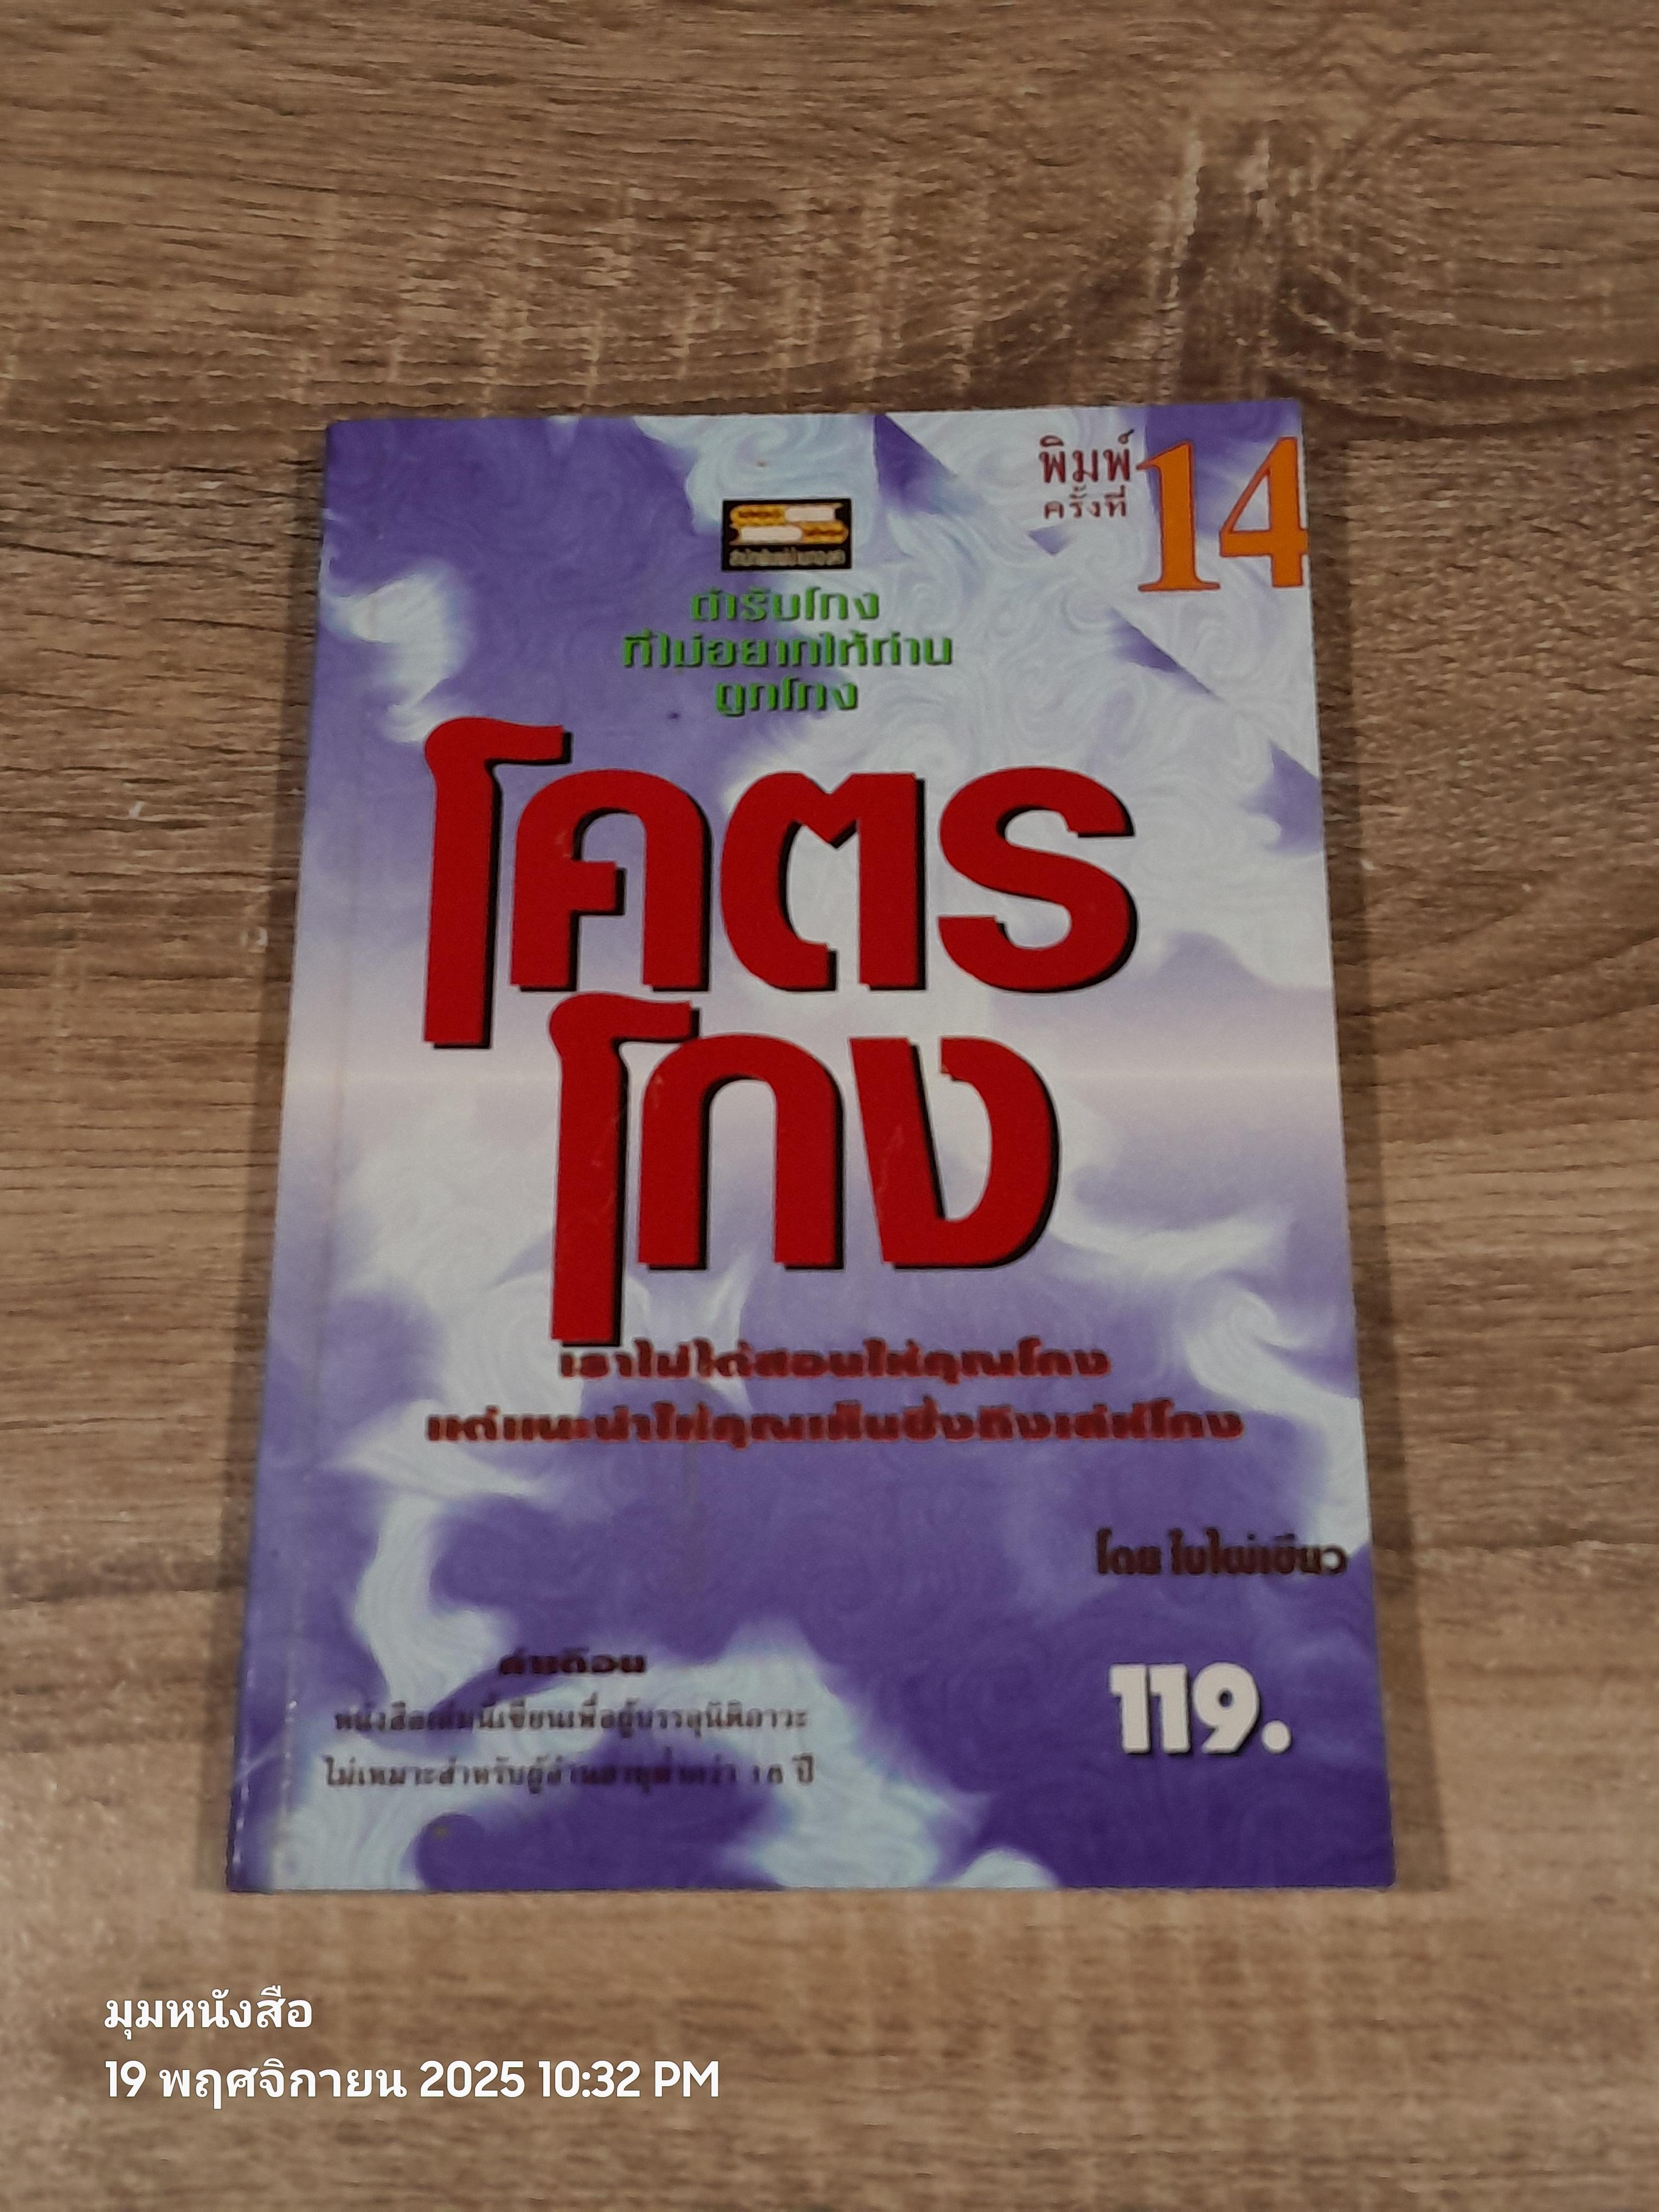 พิมพ์
ครั้งที่
14
ตำรับโกง
ที่ไม่อยากให้ท่าน
ถูกโกง
โคตร
โกง
เราไม่ได้สอนให้คุณโกง
แต่แนะนำให้คุณเห็นซึ่งถึงเล่ห์โกง
โดย ใบไผ่เขียว
คำเตือน
หนังสือเล่มนี้เขียนเพื่อผู้บรรลุนิติภาวะ
ไม่เหมาะสำหรับผู้อ่านอายุต่ำกว่า 18 ปี
119.
มุมหนังสือ
19 พฤศจิกายน 2025 10:32 PM